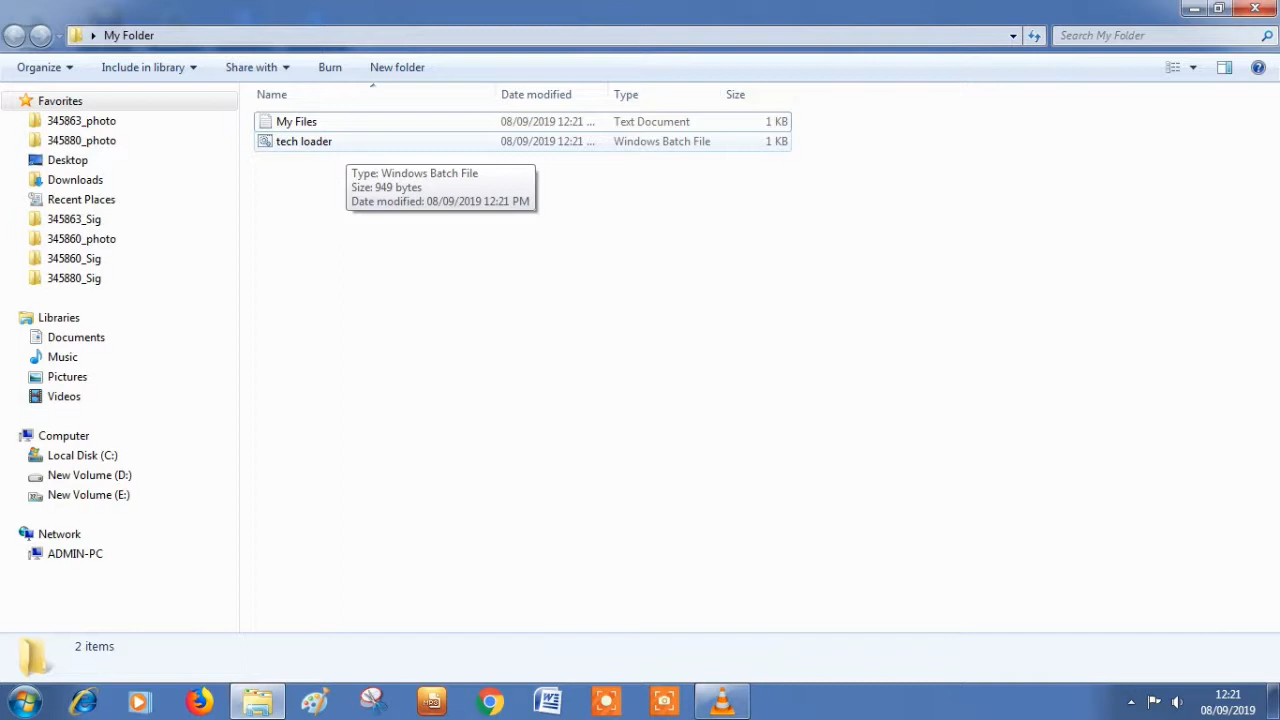 My Folder
Search My Folder
Organize
Include in library
Share with
Burn
New folder
Name
Date modified
Type
Size
My Files
08/09/2019 12:21 ...
Text Document
1 KB
tech loader
08/09/2019 12:21 ...
Windows Batch File
1 KB
Type: Windows Batch File
Size: 949 bytes
Date modified: 08/09/2019 12:21 PM
Favorites
345863_photo
345880_photo
Desktop
Downloads
Recent Places
345863_Sig
345860_photo
345860_Sig
345880_Sig
Libraries
Documents
Music
Pictures
Videos
Computer
Local Disk (C:)
New Volume (D:)
New Volume (E:)
Network
ADMIN-PC
2 items
12:21
08/09/2019